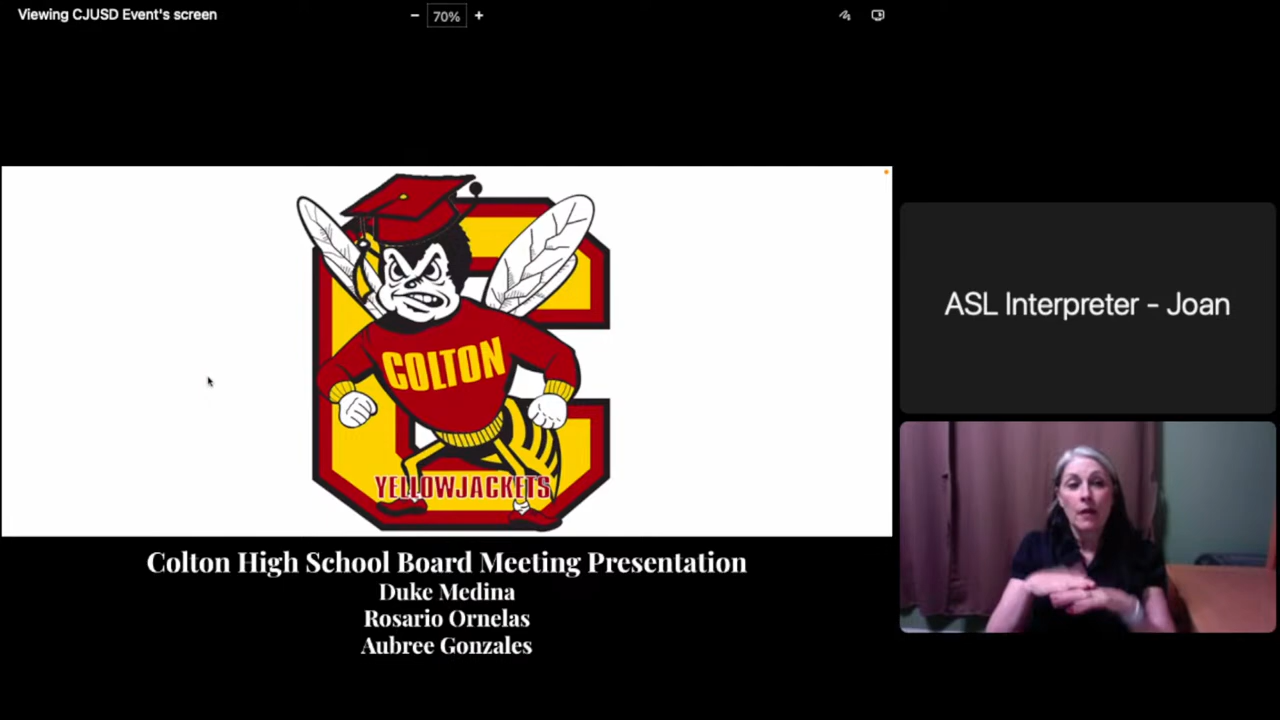 Viewing CJUSD Event's screen
70%
COLTON
YELLOWJACKETS
Colton High School Board Meeting Presentation
Duke Medina
Rosario Ornelas
Aubree Gonzales
ASL Interpreter - Joan